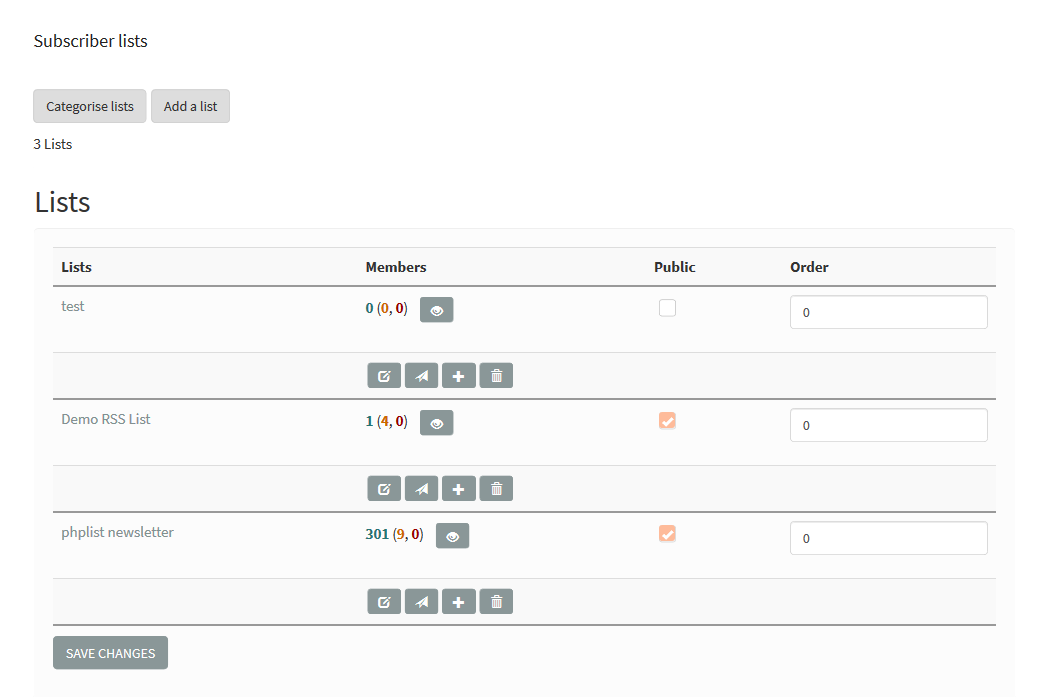 Subscriber lists
Categorise lists Add a list
3 Lists
Lists
Lists Members Public Order
test 0 (0, 0) 0
Demo RSS List 1 (4, 0) 0
phplist newsletter 301 (9, 0) 0
SAVE CHANGES